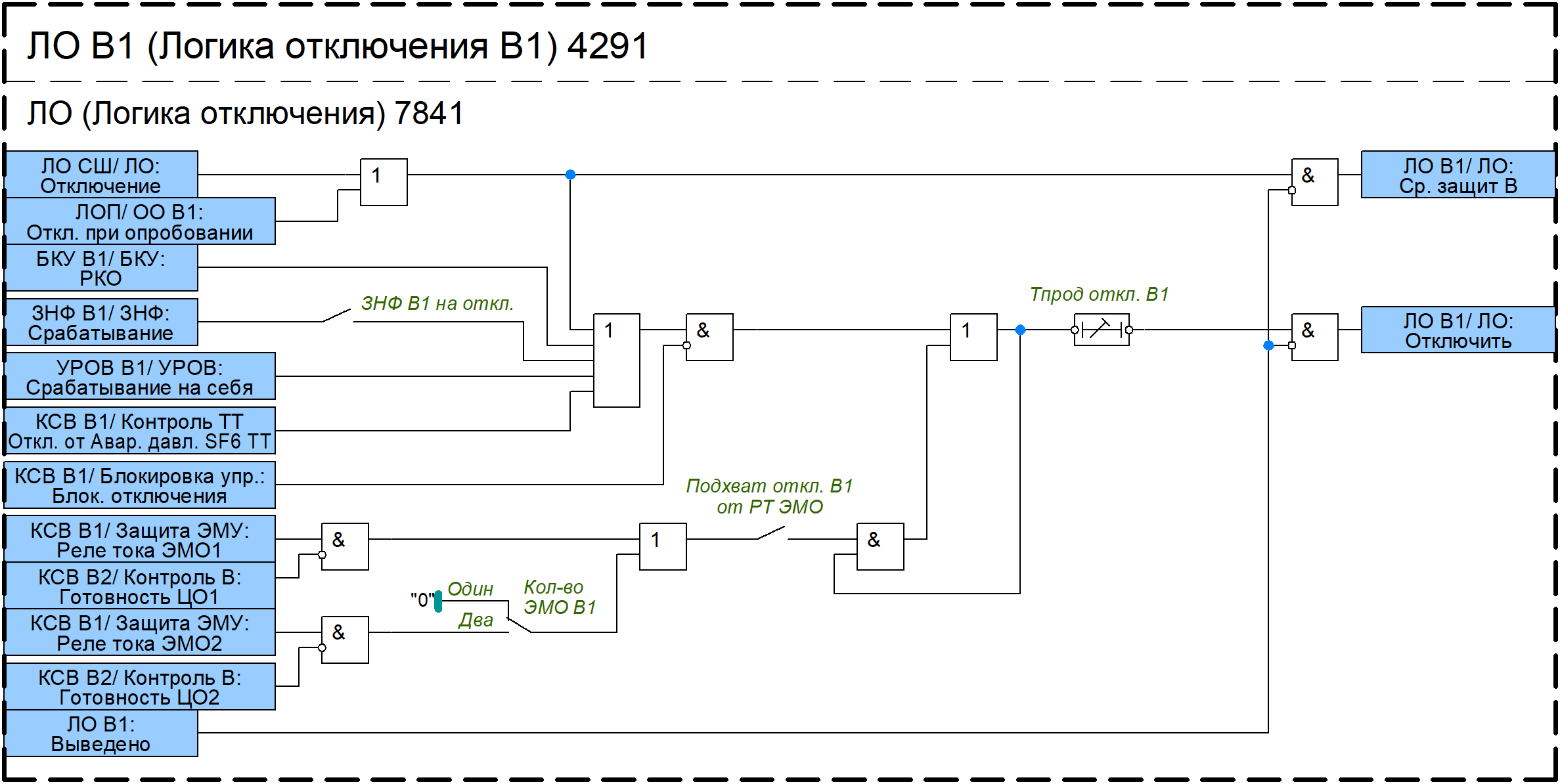 ЛО В1 (Логика отключения В1) 4291
ЛО (Логика отключения) 7841
ЛО СШ/ ЛО:
Отключение
1
&
ЛО В1/ ЛО:
Ср. защит В
ЛОП/ ОО В1:
Откл. при опробовании
БКУ В1/ БКУ:
РКО
ЗНФ В1/ ЗНФ:
Срабатывание
ЗНФ В1 на откл.
1
&
1
Тпрод откл. В1
&
ЛО В1/ ЛО:
Отключить
УРОВ В1/ УРОВ:
Срабатывание на себя
КСВ В1/ Контроль ТТ
Откл. от Авар. давл. SF6 ТТ
КСВ В1/ Блокировка упр.:
Блок. отключения
Подхват откл. В1
от РТ ЭМО
КСВ В1/ Защита ЭМУ:
Реле тока ЭМО1
&
1
&
КСВ В2/ Контроль В:
Готовность ЦО1
"0"
Один
Два
Кол-во
ЭМО В1
КСВ В1/ Защита ЭМУ:
Реле тока ЭМО2
&
КСВ В2/ Контроль В:
Готовность ЦО2
ЛО В1:
Выведено